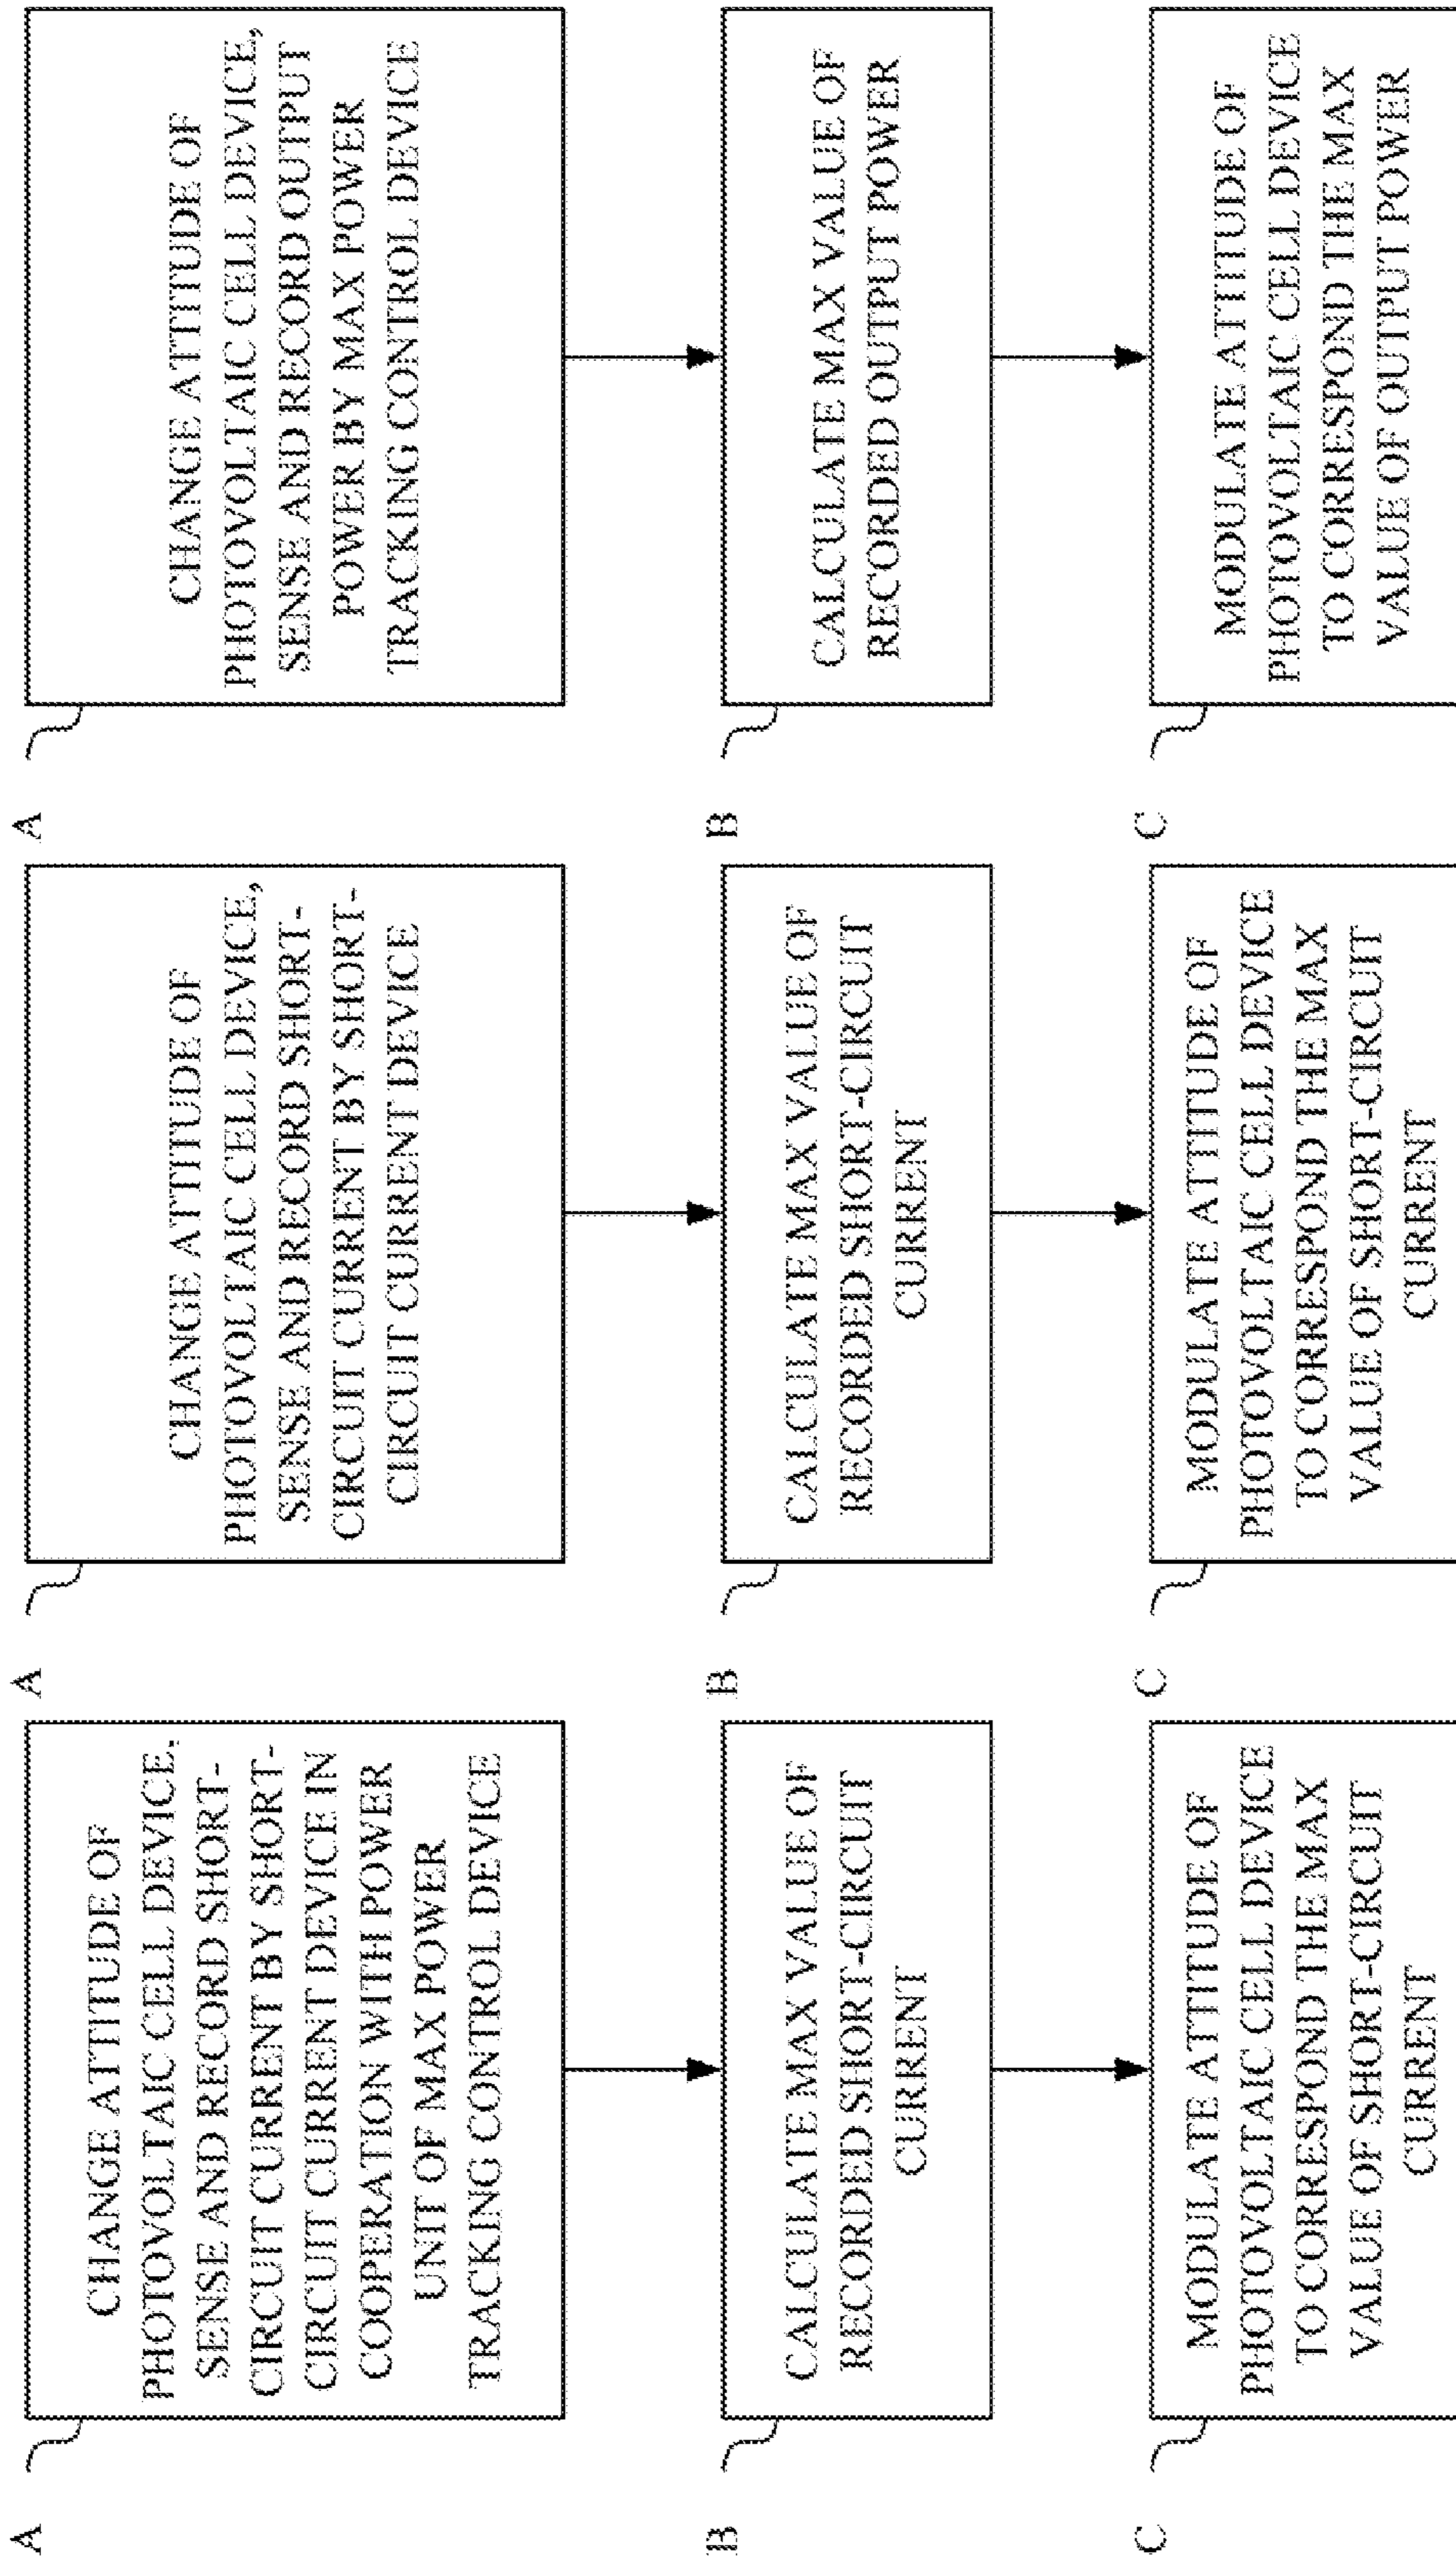 A
CHANGE ATTITUDE OF
PHOTOVOLTAIC CELL DEVICE,
SENSE AND RECORD SHORT-
CIRCUIT CURRENT BY SHORT-
CIRCUIT CURRENT DEVICE IN
COOPERATION WITH POWER
UNIT OF MAX POWER
TRACKING CONTROL DEVICE
B
CALCULATE MAX VALUE OF
RECORDED SHORT-CIRCUIT
CURRENT
C
MODULATE ATTITUDE OF
PHOTOVOLTAIC CELL DEVICE
TO CORRESPOND THE MAX
VALUE OF SHORT-CIRCUIT
CURRENT
A
CHANGE ATTITUDE OF
PHOTOVOLTAIC CELL DEVICE,
SENSE AND RECORD SHORT-
CIRCUIT CURRENT BY SHORT-
CIRCUIT CURRENT DEVICE
B
CALCULATE MAX VALUE OF
RECORDED SHORT-CIRCUIT
CURRENT
C
MODULATE ATTITUDE OF
PHOTOVOLTAIC CELL DEVICE
TO CORRESPOND THE MAX
VALUE OF SHORT-CIRCUIT
CURRENT
A
CHANGE ATTITUDE OF
PHOTOVOLTAIC CELL DEVICE,
SENSE AND RECORD OUTPUT
POWER BY MAX POWER
TRACKING CONTROL DEVICE
B
CALCULATE MAX VALUE OF
RECORDED OUTPUT POWER
C
MODULATE ATTITUDE OF
PHOTOVOLTAIC CELL DEVICE
TO CORRESPOND THE MAX
VALUE OF OUTPUT POWER